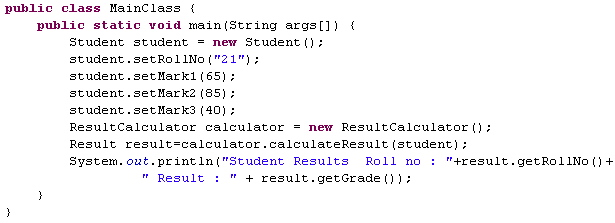 public class MainClass {
    public static void main(String args[]) {
        Student student = new Student();
        student.setRollNo("21");
        student.setMark1(65);
        student.setMark2(85);
        student.setMark3(40);
        ResultCalculator calculator = new ResultCalculator();
        Result result=calculator.calculateResult(student);
        System.out.println("Student Results  Roll no : "+result.getRollNo()+
                " Result : " + result.getGrade());
    }
}